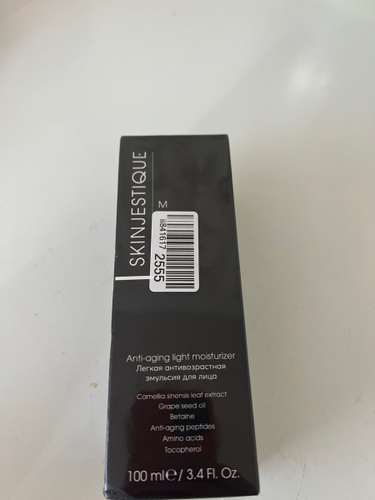 SKINJESTIQUE
M
8841617
2555
Anti-aging light moisturizer
Легкая антивозрастная
эмульсия для лица
Camellia sinensis leaf extract
Grape seed oil
Betaine
Anti-aging peptides
Amino acids
Tocopherol
100 ml ℮ / 3.4 Fl. Oz.